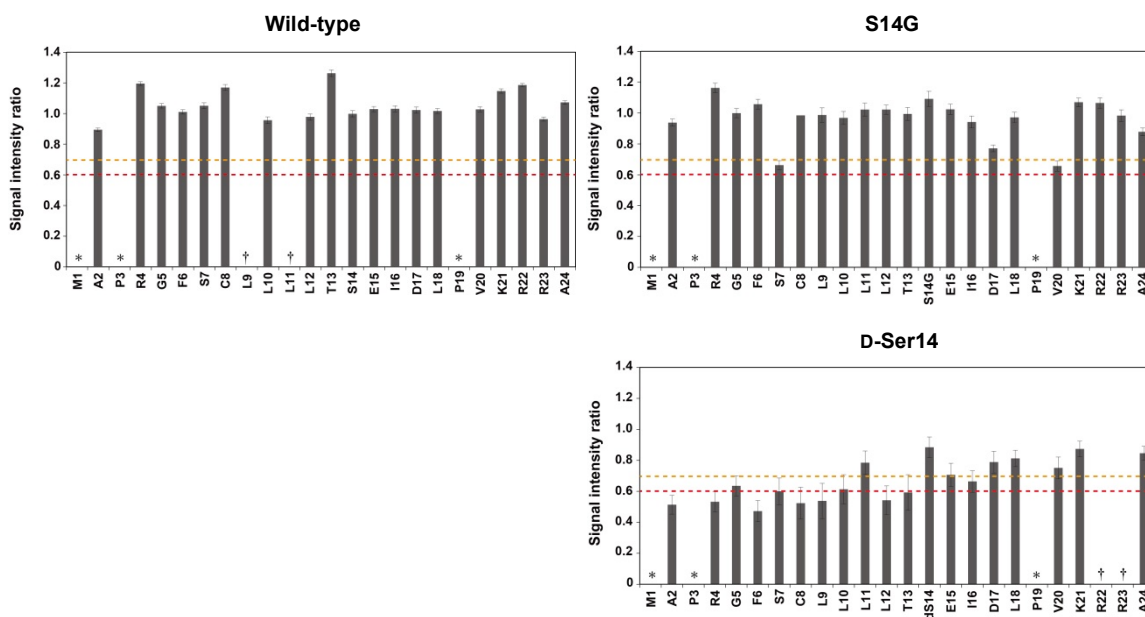 Wild-type
Signal intensity ratio
1.4
1.2
1.0
0.8
0.6
0.4
0.2
0
* * † † *
M1 A2 P3 R4 G5 F6 S7 C8 L9 L10 L11 L12 T13 S14 E15 I16 D17 L18 P19 V20 K21 R22 R23 A24
S14G
Signal intensity ratio
1.4
1.2
1.0
0.8
0.6
0.4
0.2
0
* * *
M1 A2 P3 R4 G5 F6 S7 C8 L9 L10 L11 L12 T13 S14G E15 I16 D17 L18 P19 V20 K21 R22 R23 A24
D-Ser14
Signal intensity ratio
1.4
1.2
1.0
0.8
0.6
0.4
0.2
0
* * * † †
M1 A2 P3 R4 G5 F6 S7 C8 L9 L10 L11 L12 T13 dS14 E15 I16 D17 L18 P19 V20 K21 R22 R23 A24